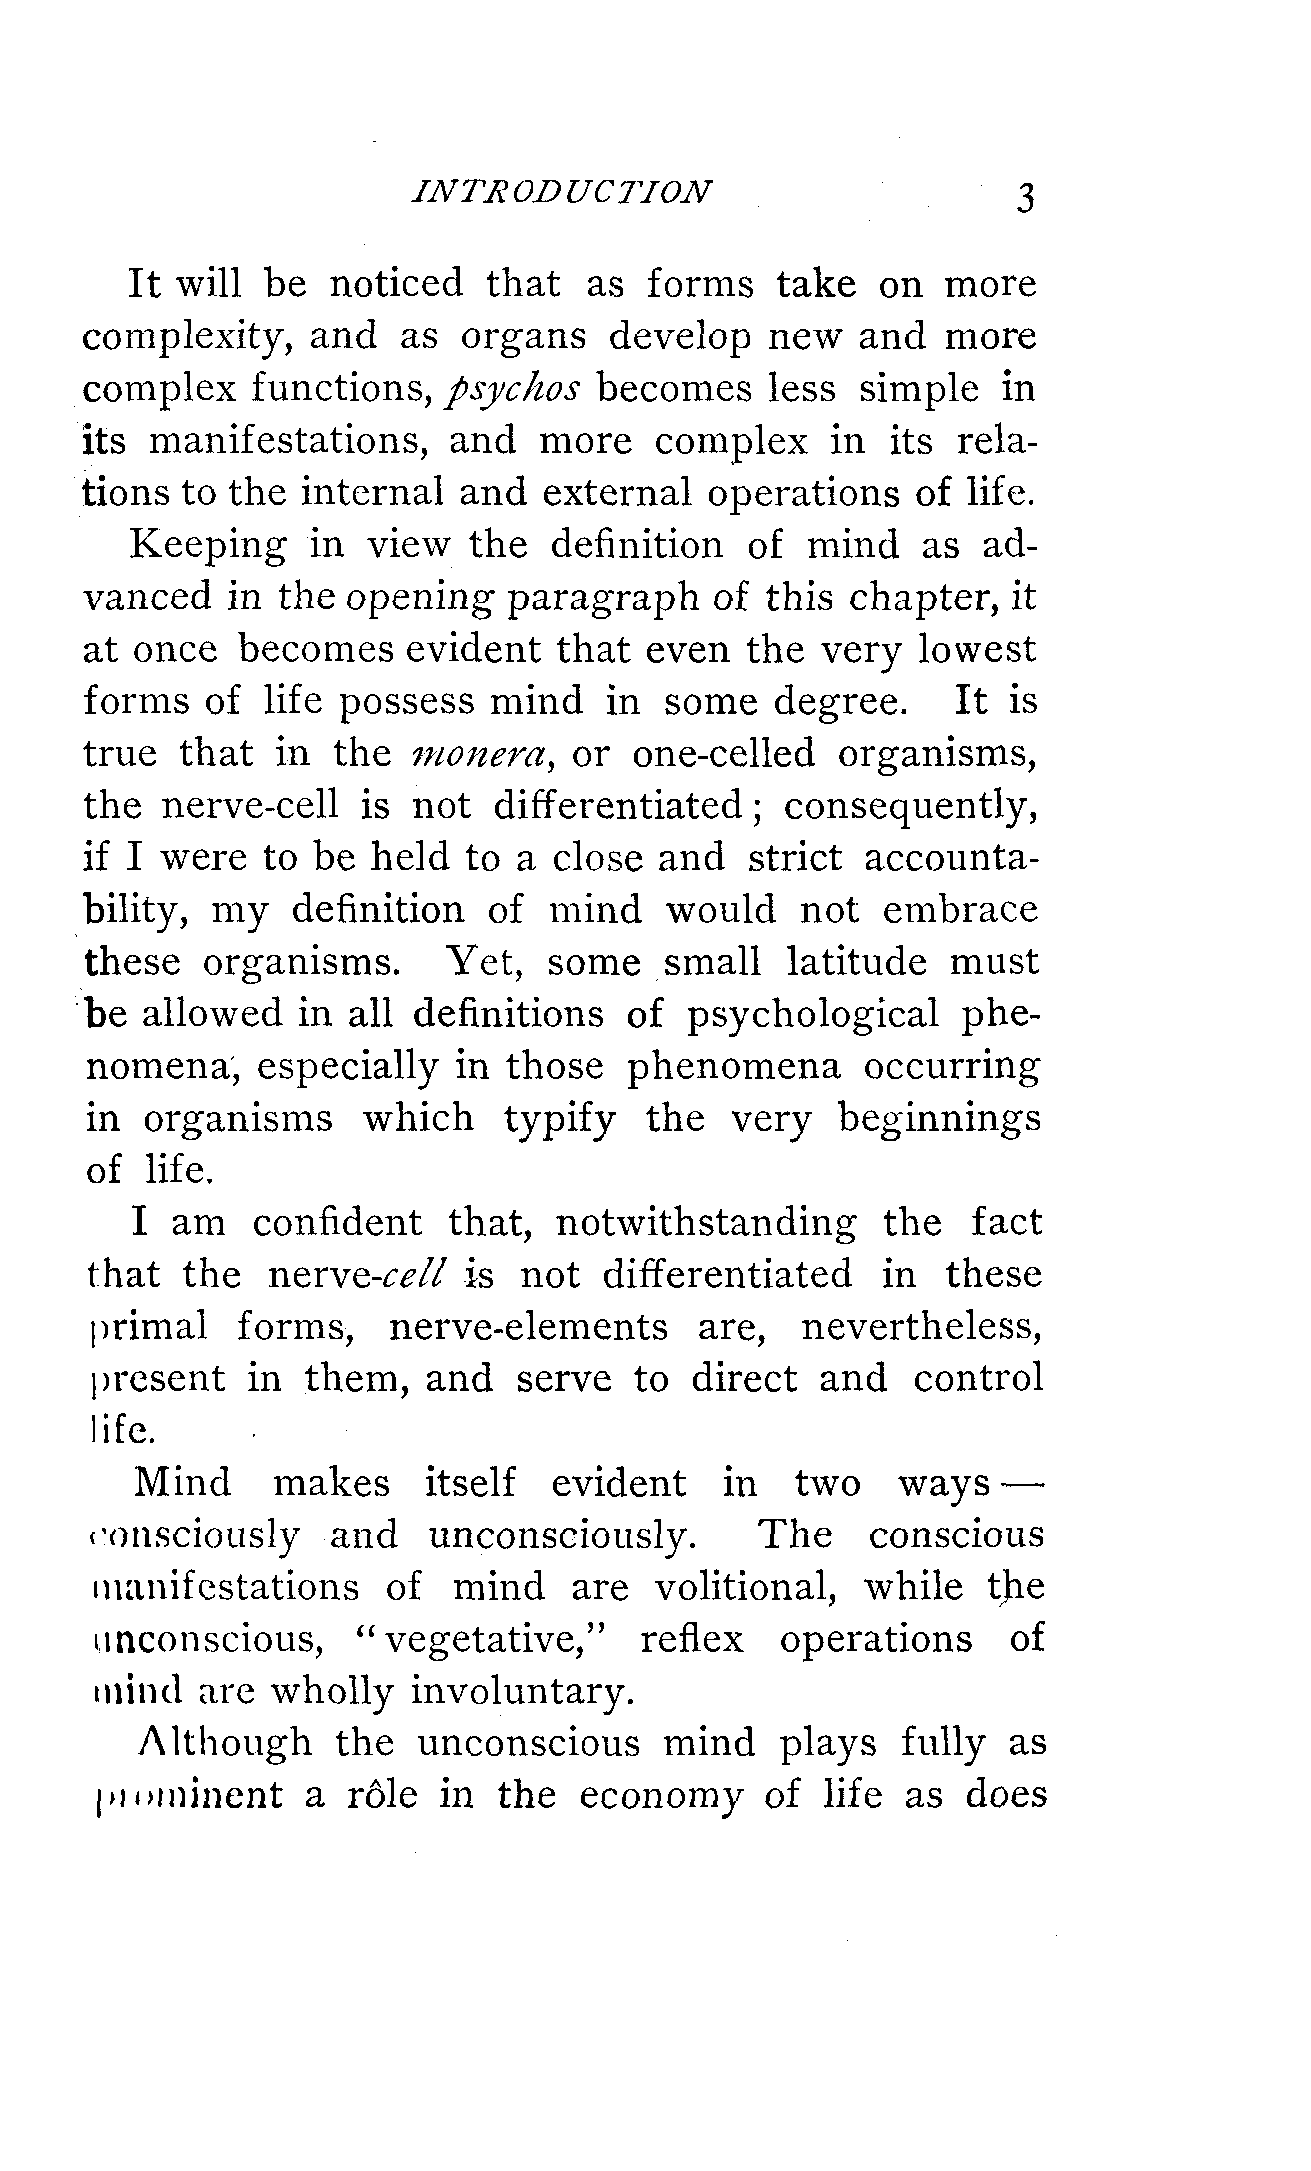 INTRODUCTION 3
It will be noticed that as forms take on more
complexity, and as organs develop new and more
complex functions, psychos becomes less simple in
its manifestations, and more complex in its rela-
tions to the internal and external operations of life.
Keeping in view the definition of mind as ad-
vanced in the opening paragraph of this chapter, it
at once becomes evident that even the very lowest
forms of life possess mind in some degree. It is
true that in the monera, or one-celled organisms,
the nerve-cell is not differentiated; consequently,
if I were to be held to a close and strict accounta-
bility, my definition of mind would not embrace
these organisms. Yet, some small latitude must
be allowed in all definitions of psychological phe-
nomena, especially in those phenomena occurring
in organisms which typify the very beginnings
of life.
I am confident that, notwithstanding the fact
that the nerve-cell is not differentiated in these
primal forms, nerve-elements are, nevertheless,
present in them, and serve to direct and control
life.
Mind makes itself evident in two ways —
consciously and unconsciously. The conscious
manifestations of mind are volitional, while the
unconscious, "vegetative," reflex operations of
mind are wholly involuntary.
Although the unconscious mind plays fully as
prominent a rôle in the economy of life as does